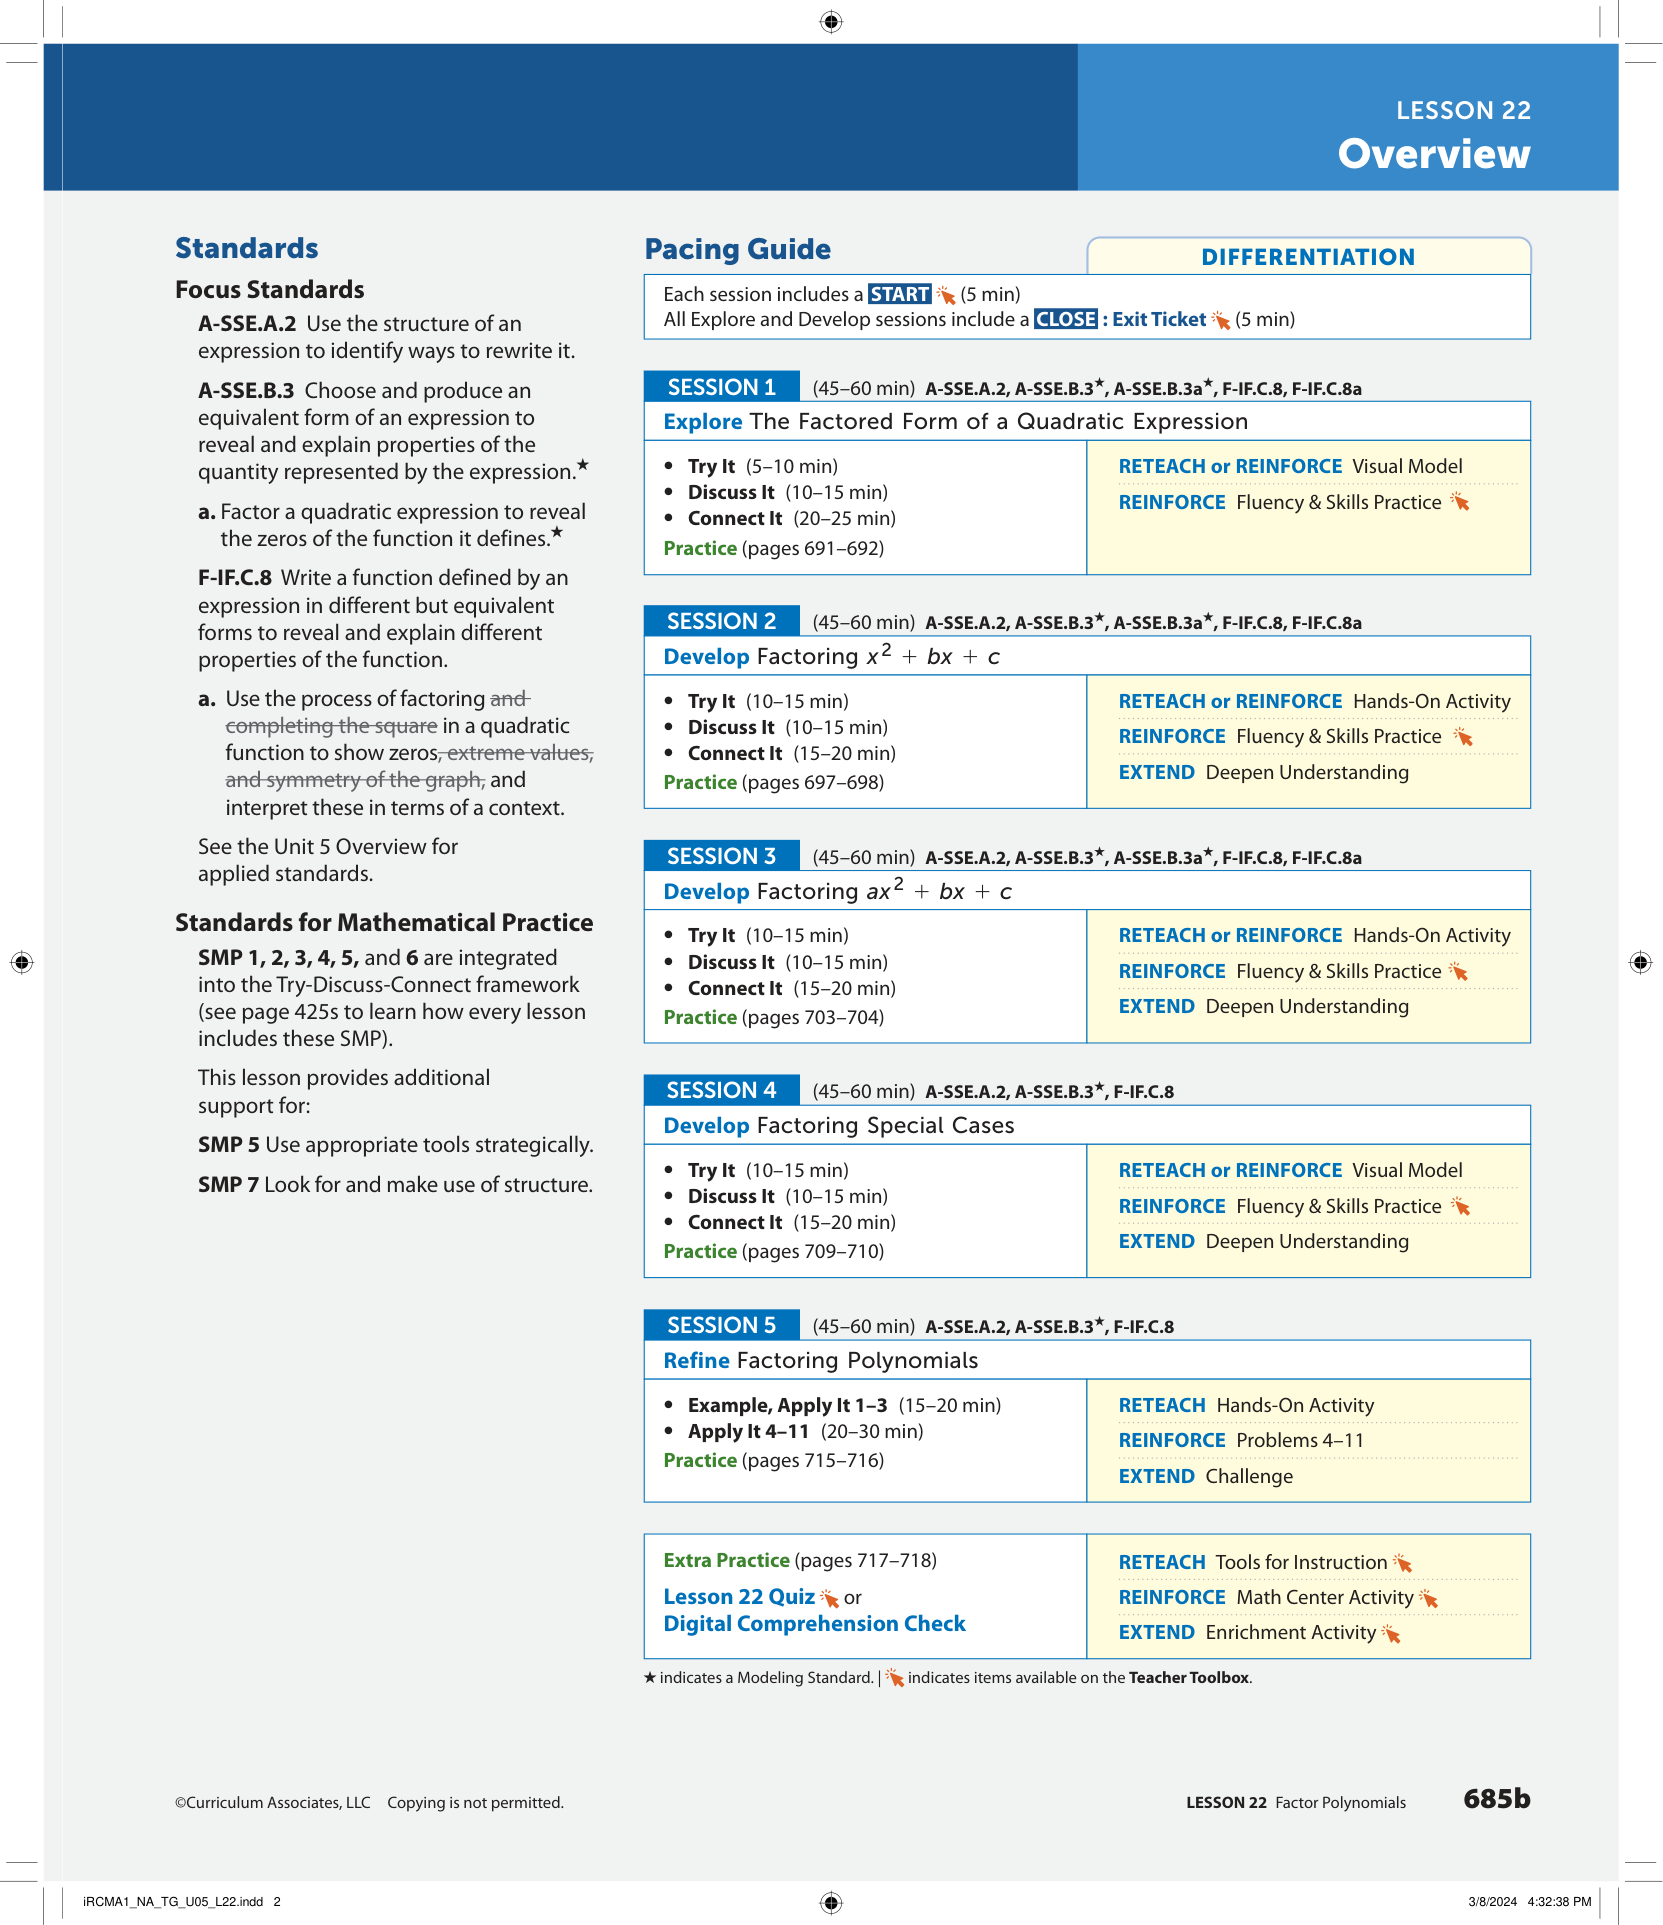 LESSON 22
Overview
Standards
Focus Standards
A-SSE.A.2 Use the structure of an
expression to identify ways to rewrite it.
A-SSE.B.3 Choose and produce an
equivalent form of an expression to
reveal and explain properties of the
quantity represented by the expression.★
a. Factor a quadratic expression to reveal
the zeros of the function it defines.★
F-IF.C.8 Write a function defined by an
expression in different but equivalent
forms to reveal and explain different
properties of the function.
a. Use the process of factoring and
completing the square in a quadratic
function to show zeros, extreme values,
and symmetry of the graph, and
interpret these in terms of a context.
See the Unit 5 Overview for
applied standards.
Standards for Mathematical Practice
SMP 1, 2, 3, 4, 5, and 6 are integrated
into the Try-Discuss-Connect framework
(see page 425s to learn how every lesson
includes these SMP).
This lesson provides additional
support for:
SMP 5 Use appropriate tools strategically.
SMP 7 Look for and make use of structure.
Pacing Guide
DIFFERENTIATION
Each session includes a START (5 min)
All Explore and Develop sessions include a CLOSE : Exit Ticket (5 min)
SESSION 1 (45–60 min) A-SSE.A.2, A-SSE.B.3★, A-SSE.B.3a★, F-IF.C.8, F-IF.C.8a
Explore The Factored Form of a Quadratic Expression
• Try It (5–10 min)
• Discuss It (10–15 min)
• Connect It (20–25 min)
Practice (pages 691–692)
RETEACH or REINFORCE Visual Model
REINFORCE Fluency & Skills Practice
SESSION 2 (45–60 min) A-SSE.A.2, A-SSE.B.3★, A-SSE.B.3a★, F-IF.C.8, F-IF.C.8a
Develop Factoring x² + bx + c
• Try It (10–15 min)
• Discuss It (10–15 min)
• Connect It (15–20 min)
Practice (pages 697–698)
RETEACH or REINFORCE Hands-On Activity
REINFORCE Fluency & Skills Practice
EXTEND Deepen Understanding
SESSION 3 (45–60 min) A-SSE.A.2, A-SSE.B.3★, A-SSE.B.3a★, F-IF.C.8, F-IF.C.8a
Develop Factoring ax² + bx + c
• Try It (10–15 min)
• Discuss It (10–15 min)
• Connect It (15–20 min)
Practice (pages 703–704)
RETEACH or REINFORCE Hands-On Activity
REINFORCE Fluency & Skills Practice
EXTEND Deepen Understanding
SESSION 4 (45–60 min) A-SSE.A.2, A-SSE.B.3★, F-IF.C.8
Develop Factoring Special Cases
• Try It (10–15 min)
• Discuss It (10–15 min)
• Connect It (15–20 min)
Practice (pages 709–710)
RETEACH or REINFORCE Visual Model
REINFORCE Fluency & Skills Practice
EXTEND Deepen Understanding
SESSION 5 (45–60 min) A-SSE.A.2, A-SSE.B.3★, F-IF.C.8
Refine Factoring Polynomials
• Example, Apply It 1–3 (15–20 min)
• Apply It 4–11 (20–30 min)
Practice (pages 715–716)
RETEACH Hands-On Activity
REINFORCE Problems 4–11
EXTEND Challenge
Extra Practice (pages 717–718)
Lesson 22 Quiz or
Digital Comprehension Check
RETEACH Tools for Instruction
REINFORCE Math Center Activity
EXTEND Enrichment Activity
★ indicates a Modeling Standard. | indicates items available on the Teacher Toolbox.
©Curriculum Associates, LLC Copying is not permitted.
LESSON 22 Factor Polynomials 685b
iRCMA1_NA_TG_U05_L22.indd 2
3/8/2024 4:32:38 PM